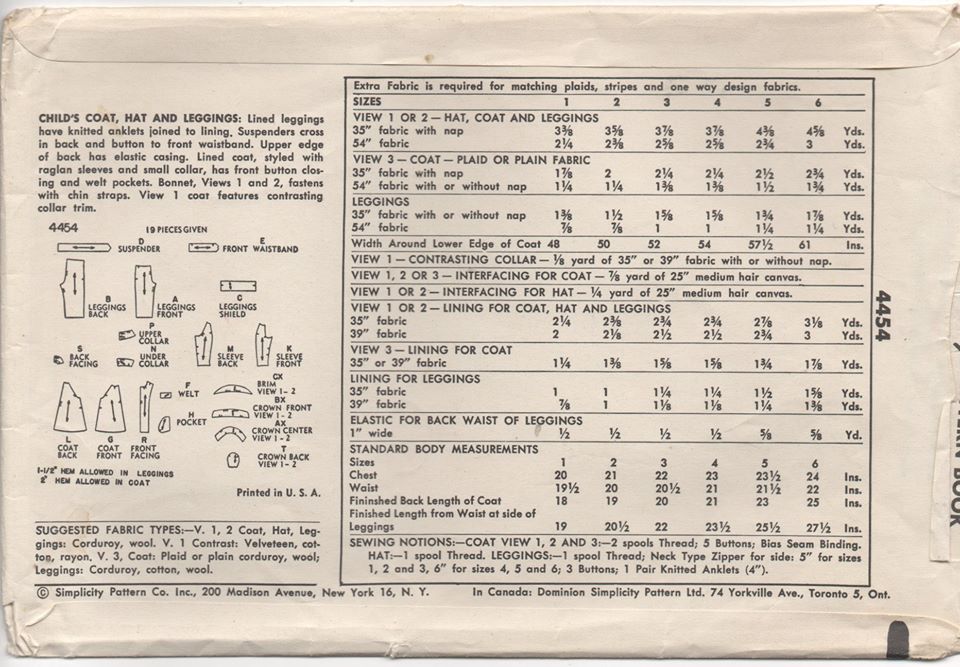 CHILD'S COAT, HAT AND LEGGINGS: Lined leggings
have knitted anklets joined to lining. Suspenders cross
in back and button to front waistband. Upper edge
of back has elastic casing. Lined coat, styled with
raglan sleeves and small collar, has front button clos-
ing and welt pockets. Bonnet, Views 1 and 2, fastens
with chin straps. View 1 coat features contrasting
collar trim.
4454 19 PIECES GIVEN
D SUSPENDER
E FRONT WAISTBAND
B LEGGINGS BACK
A LEGGINGS FRONT
C LEGGINGS SHIELD
P UPPER COLLAR
S BACK FACING
N UNDER COLLAR
M SLEEVE BACK
K SLEEVE FRONT
F WELT
CX BRIM VIEW 1-2
BX CROWN FRONT VIEW 1-2
H POCKET
AX CROWN CENTER VIEW 1-2
L COAT BACK
G COAT FRONT
R FRONT FACING
T CROWN BACK VIEW 1-2
1-1/2" HEM ALLOWED IN LEGGINGS
2" HEM ALLOWED IN COAT
Printed in U. S. A.
SUGGESTED FABRIC TYPES:—V. 1, 2 Coat, Hat, Leg-
gings: Corduroy, wool. V. 1 Contrast: Velveteen, cot-
ton, rayon. V. 3, Coat: Plaid or plain corduroy, wool;
Leggings: Corduroy, cotton, wool.
Extra Fabric is required for matching plaids, stripes and one way design fabrics.
SIZES 1 2 3 4 5 6
VIEW 1 OR 2 — HAT, COAT AND LEGGINGS
35" fabric with nap 3⅜ 3⅝ 3⅞ 3⅞ 4⅜ 4⅝ Yds.
54" fabric 2¼ 2⅜ 2⅝ 2⅝ 2¾ 3 Yds.
VIEW 3 — COAT — PLAID OR PLAIN FABRIC
35" fabric with nap 1⅞ 2 2¼ 2¼ 2½ 2¾ Yds.
54" fabric with or without nap 1¼ 1¼ 1⅜ 1⅜ 1½ 1¾ Yds.
LEGGINGS
35" fabric with or without nap 1⅜ 1½ 1⅝ 1⅝ 1¾ 1⅞ Yds.
54" fabric ⅞ ⅞ 1 1 1¼ 1¼ Yds.
Width Around Lower Edge of Coat 48 50 52 54 57½ 61 Ins.
VIEW 1 — CONTRASTING COLLAR — ⅛ yard of 35" or 39" fabric with or without nap.
VIEW 1, 2 OR 3 — INTERFACING FOR COAT — ⅞ yard of 25" medium hair canvas.
VIEW 1 OR 2 — INTERFACING FOR HAT — ¼ yard of 25" medium hair canvas.
VIEW 1 OR 2 — LINING FOR COAT, HAT AND LEGGINGS
35" fabric 2¼ 2⅜ 2¾ 2¾ 2⅞ 3⅛ Yds.
39" fabric 2 2⅛ 2½ 2½ 2¾ 3 Yds.
VIEW 3 — LINING FOR COAT
35" or 39" fabric 1¼ 1⅜ 1⅝ 1⅝ 1¾ 1⅞ Yds.
LINING FOR LEGGINGS
35" fabric 1 1 1¼ 1¼ 1½ 1⅝ Yds.
39" fabric ⅞ 1 1⅛ 1⅛ 1¼ 1⅜ Yds.
ELASTIC FOR BACK WAIST OF LEGGINGS
1" wide ½ ½ ½ ½ ⅝ ⅝ Yd.
STANDARD BODY MEASUREMENTS
Sizes 1 2 3 4 5 6
Chest 20 21 22 23 23½ 24 Ins.
Waist 19½ 20 20½ 21 21½ 22 Ins.
Fininshed Back Length of Coat 18 19 20 21 23 25 Ins.
Finished Length from Waist at side of
Leggings 19 20½ 22 23½ 25½ 27½ Ins.
SEWING NOTIONS:—COAT VIEW 1, 2 AND 3:—2 spools Thread; 5 Buttons; Bias Seam Binding.
HAT:—1 spool Thread. LEGGINGS:—1 spool Thread; Neck Type Zipper for side: 5" for sizes
1, 2 and 3, 6" for sizes 4, 5 and 6; 3 Buttons; 1 Pair Knitted Anklets (4").
© Simplicity Pattern Co. Inc., 200 Madison Avenue, New York 16, N. Y. In Canada: Dominion Simplicity Pattern Ltd. 74 Yorkville Ave., Toronto 5, Ont.
4454
BOOK